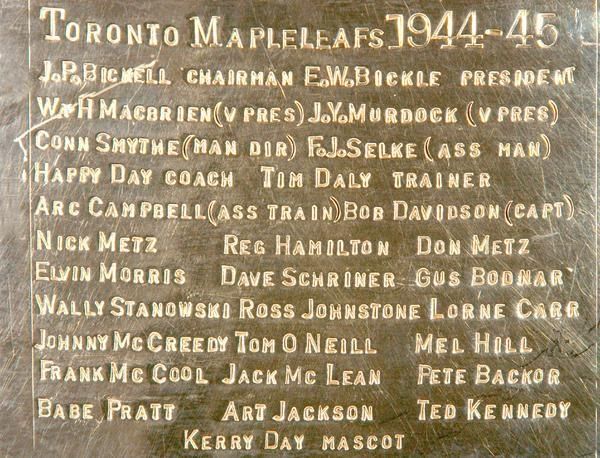 TORONTO MAPLELEAFS 1944-45
J.P. BICKELL CHAIRMAN E.W. BICKLE PRESIDENT
WM H MACBRIEN (V PRES) J.Y. MURDOCK (V PRES)
CONN SMYTHE (MAN DIR) F.J. SELKE (ASS MAN)
HAPPY DAY COACH TIM DALY TRAINER
ARC CAMPBELL (ASS TRAIN) BOB DAVIDSON (CAPT)
NICK METZ REG HAMILTON DON METZ
ELVIN MORRIS DAVE SCHRINER GUS BODNAR
WALLY STANOWSKI ROSS JOHNSTONE LORNE CARR
JOHNNY MCCREEDY TOM O NEILL MEL HILL
FRANK MC COOL JACK MC LEAN PETE BACKOR
BABE PRATT ART JACKSON TED KENNEDY
KERRY DAY MASCOT